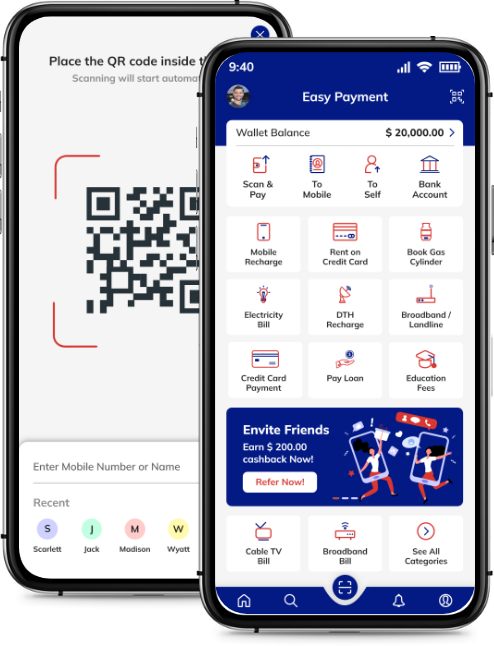 Place the QR code inside t
Scanning will start automa
Enter Mobile Number or Name
Recent
S
J
M
W
Scarlett
Jack
Madison
Wyatt
9:40
Easy Payment
Wallet Balance
$ 20,000.00
Scan &
Pay
To
Mobile
To
Self
Bank
Account
Mobile
Recharge
Rent on
Credit Card
Book Gas
Cylinder
Electricity
Bill
DTH
Recharge
Broadband /
Landline
Credit Card
Payment
Pay Loan
Education
Fees
Envite Friends
Earn $ 200.00
cashback Now!
Refer Now!
Cable TV
Bill
Broadband
Bill
See All
Categories